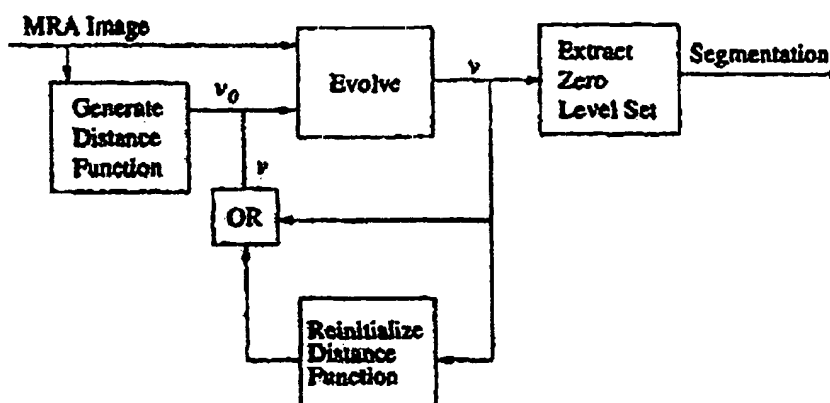 MRA Image
Generate
Distance
Function
v₀
Evolve
v
Extract
Zero
Level Set
Segmentation
v
OR
Reinitialize
Distance
Function